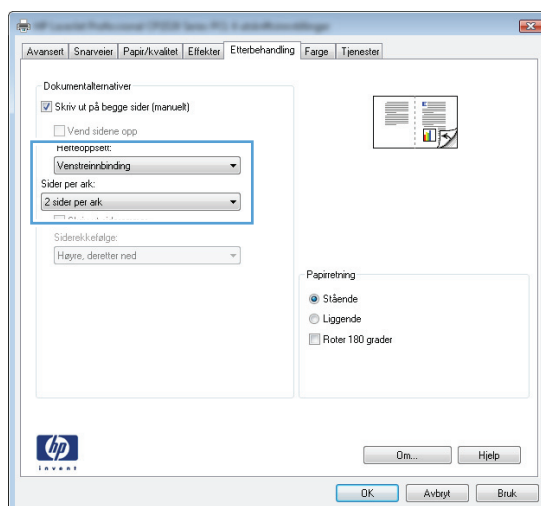 Avansert Snarveier Papir/kvalitet Effekter Etterbehandling Farge Tjenester
Dokumentalternativer
Skriv ut på begge sider (manuelt)
Vend sidene opp
Hefteoppsett:
Venstreinnbinding
Sider per ark:
2 sider per ark
Siderekkefølge:
Høyre, deretter ned
Papirretning
Stående
Liggende
Roter 180 grader
hp
invent
Om... Hjelp
OK Avbryt Bruk